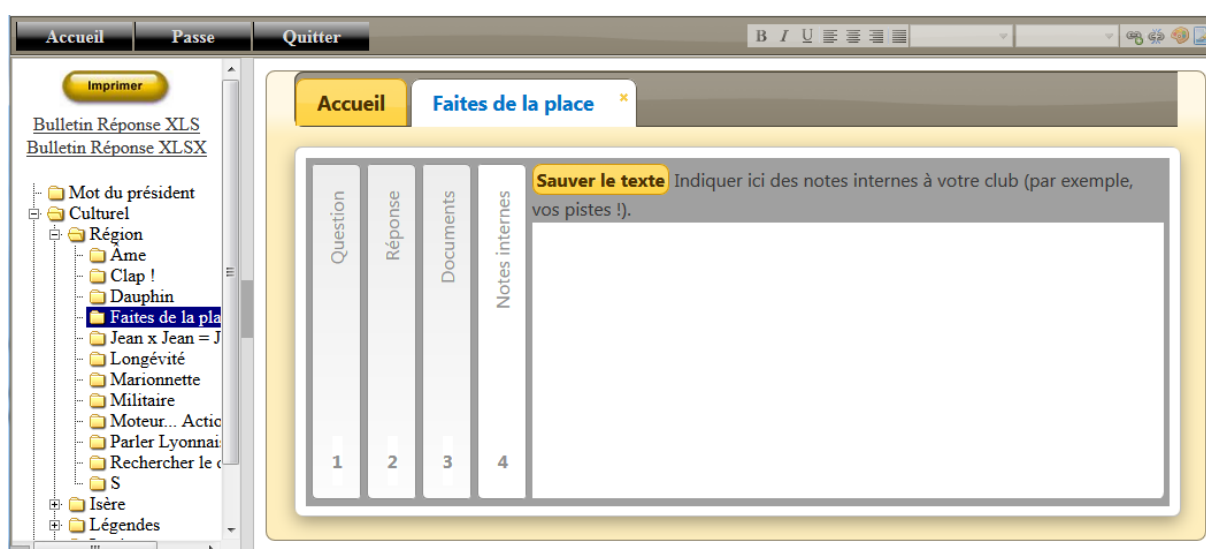 Accueil Passe Quitter
B I U
Imprimer
Bulletin Réponse XLS
Bulletin Réponse XLSX
Mot du président
Culturel
Région
Âme
Clap !
Dauphin
Faites de la pla
Jean x Jean = J
Longévité
Marionnette
Militaire
Moteur... Actio
Parler Lyonnai
Rechercher le
S
Isère
Légendes
Accueil Faites de la place ×
Question 1
Réponse 2
Documents 3
Notes internes 4
Sauver le texte Indiquer ici des notes internes à votre club (par exemple,
vos pistes !).